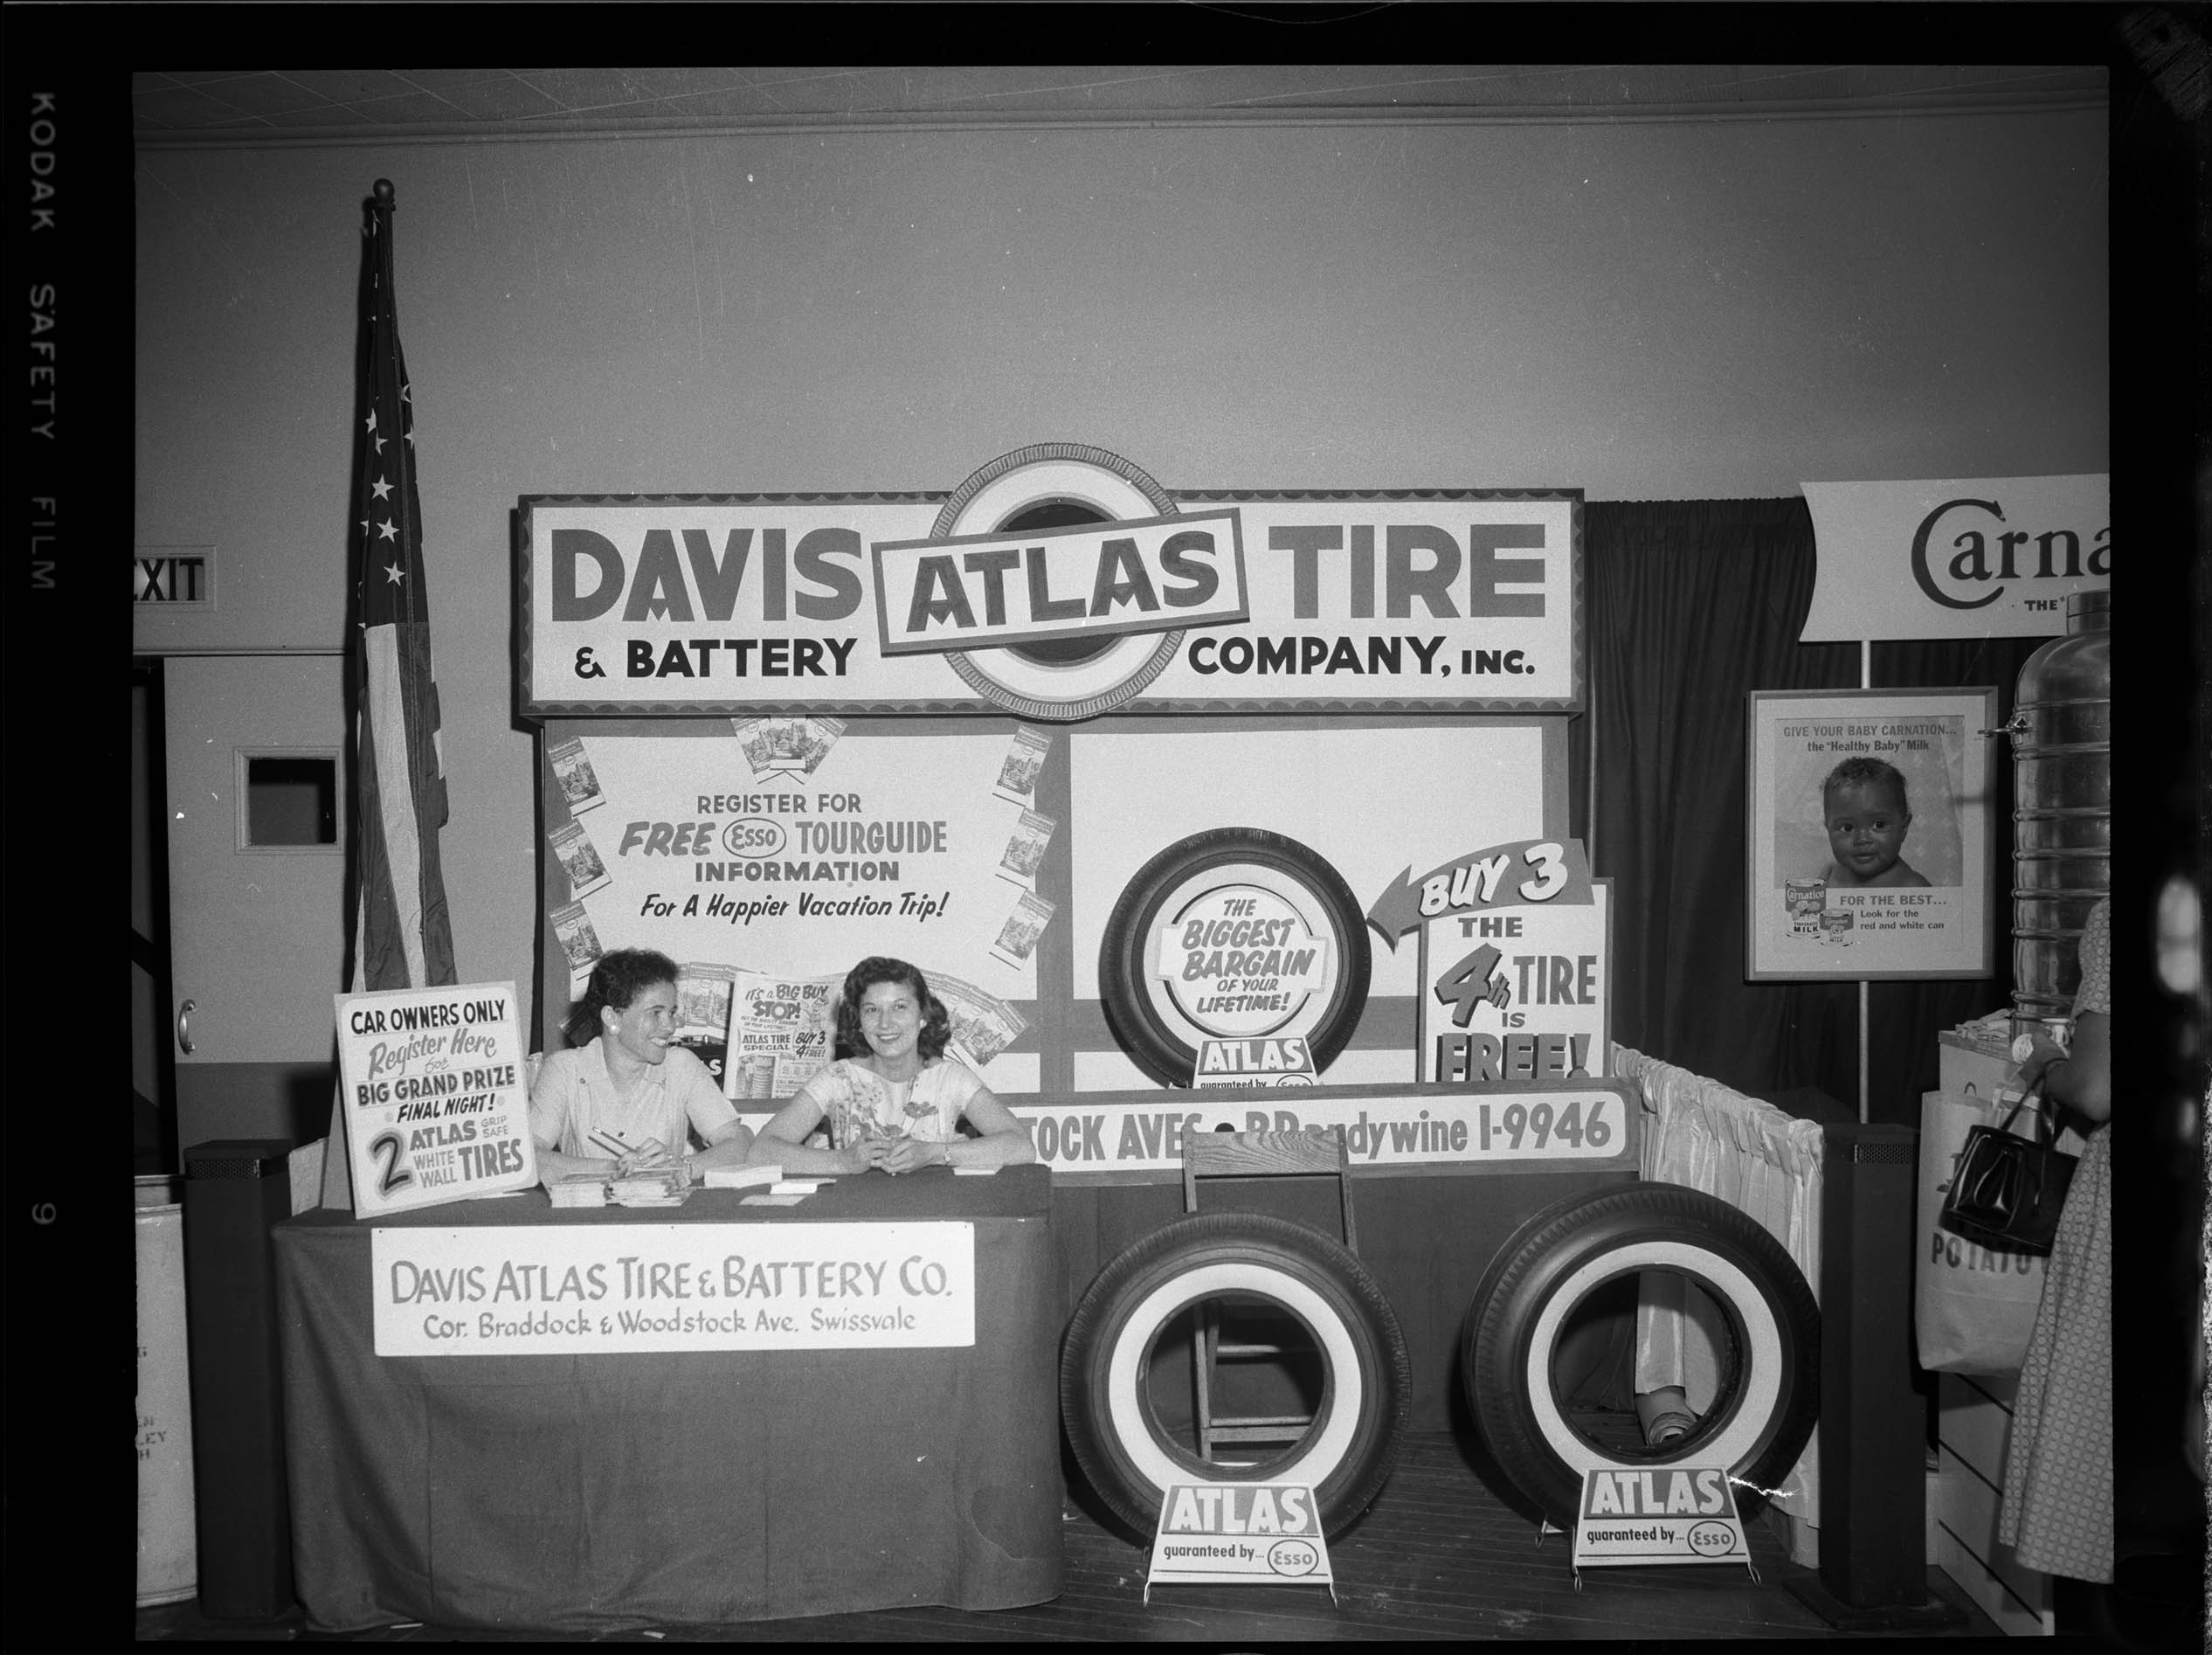 KODAK SAFETY FILM
9
EXIT
DAVIS ATLAS TIRE
& BATTERY COMPANY, INC.
REGISTER FOR
FREE Esso TOURGUIDE
INFORMATION
For A Happier Vacation Trip!
CAR OWNERS ONLY
Register Here
for
BIG GRAND PRIZE
FINAL NIGHT!
2 ATLAS GRIP SAFE
WHITE WALL TIRES
IT'S a BIG BUY
STOP!
ATLAS TIRE SPECIAL
BUY 3
4 FREE!
THE
BIGGEST
BARGAIN
OF YOUR
LIFETIME!
ATLAS
guaranteed by... Esso
BUY 3
THE
4th TIRE
IS
FREE!
TOCK AVES • BRandywine 1-9946
DAVIS ATLAS TIRE & BATTERY CO.
Cor. Braddock & Woodstock Ave. Swissvale
ATLAS
guaranteed by... Esso
ATLAS
guaranteed by... Esso
Carna
THE
GIVE YOUR BABY CARNATION...
the "Healthy Baby" Milk
Carnation
MILK
FOR THE BEST...
Look for the
red and white can
POTATO